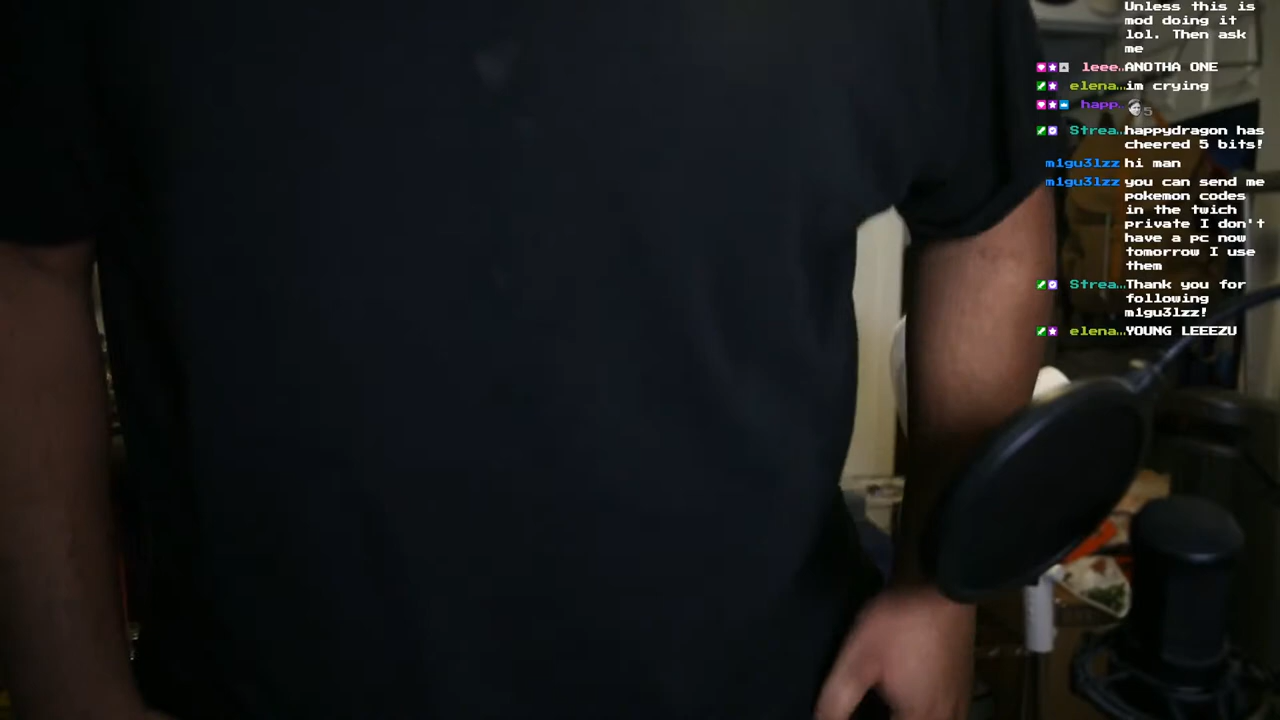 Unless this is
mod doing it
lol. Then ask
me
leee.. ANOTHA ONE
elena.. im crying
happ.. 5
Strea.. happydragon has
cheered 5 bits!
m1gu3lzz hi man
m1gu3lzz you can send me
pokemon codes
in the twich
private I don't
have a pc now
tomorrow I use
them
Strea.. Thank you for
following
m1gu3lzz!
elena.. YOUNG LEEEZU